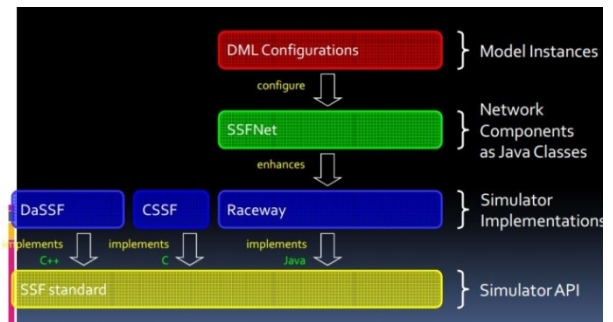 DML Configurations
Model Instances
configure
SSFNet
Network
Components
as Java Classes
enhances
DaSSF
CSSF
Raceway
Simulator
Implementations
implements
C++
implements
C
implements
Java
SSF standard
Simulator API